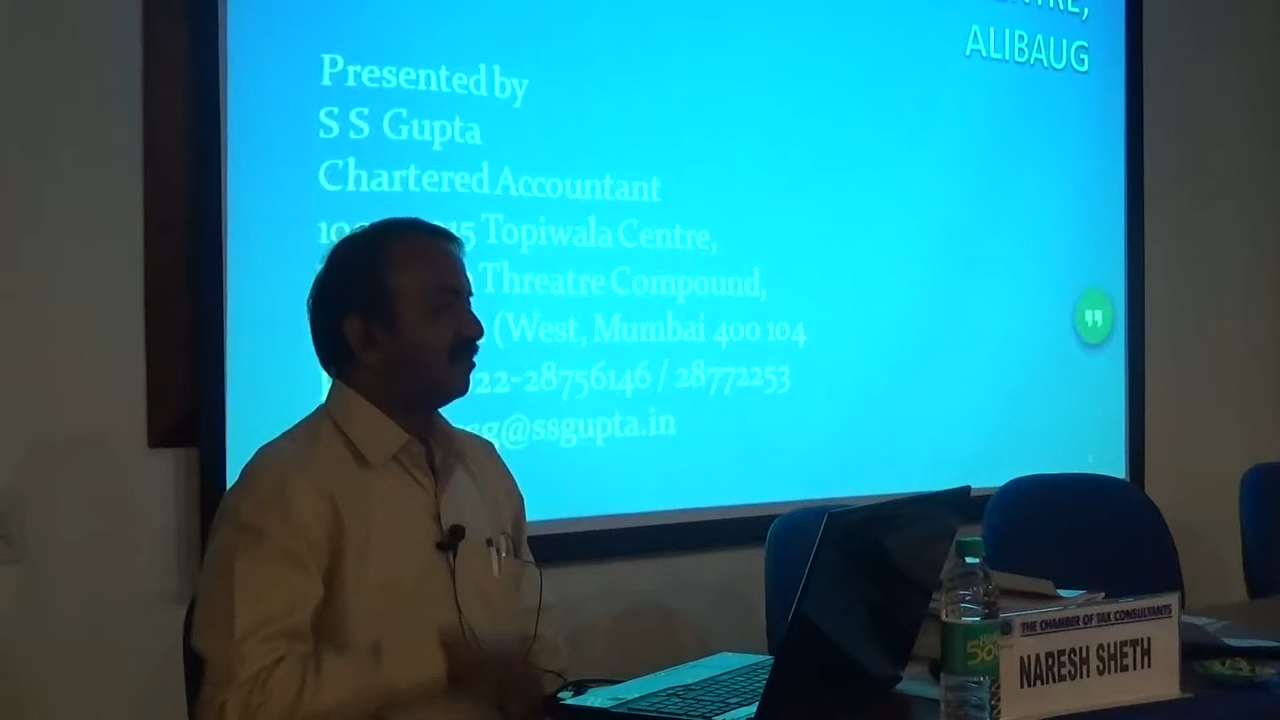 ALIBAUG
Presented by
S S Gupta
Chartered Accountant
Topiwala Centre,
Threatre Compound,
(West, Mumbai 400 104
22-28756146 / 28772253
@ssgupta.in
THE CHAMBER OF TAX CONSULTANTS
NARESH SHETH